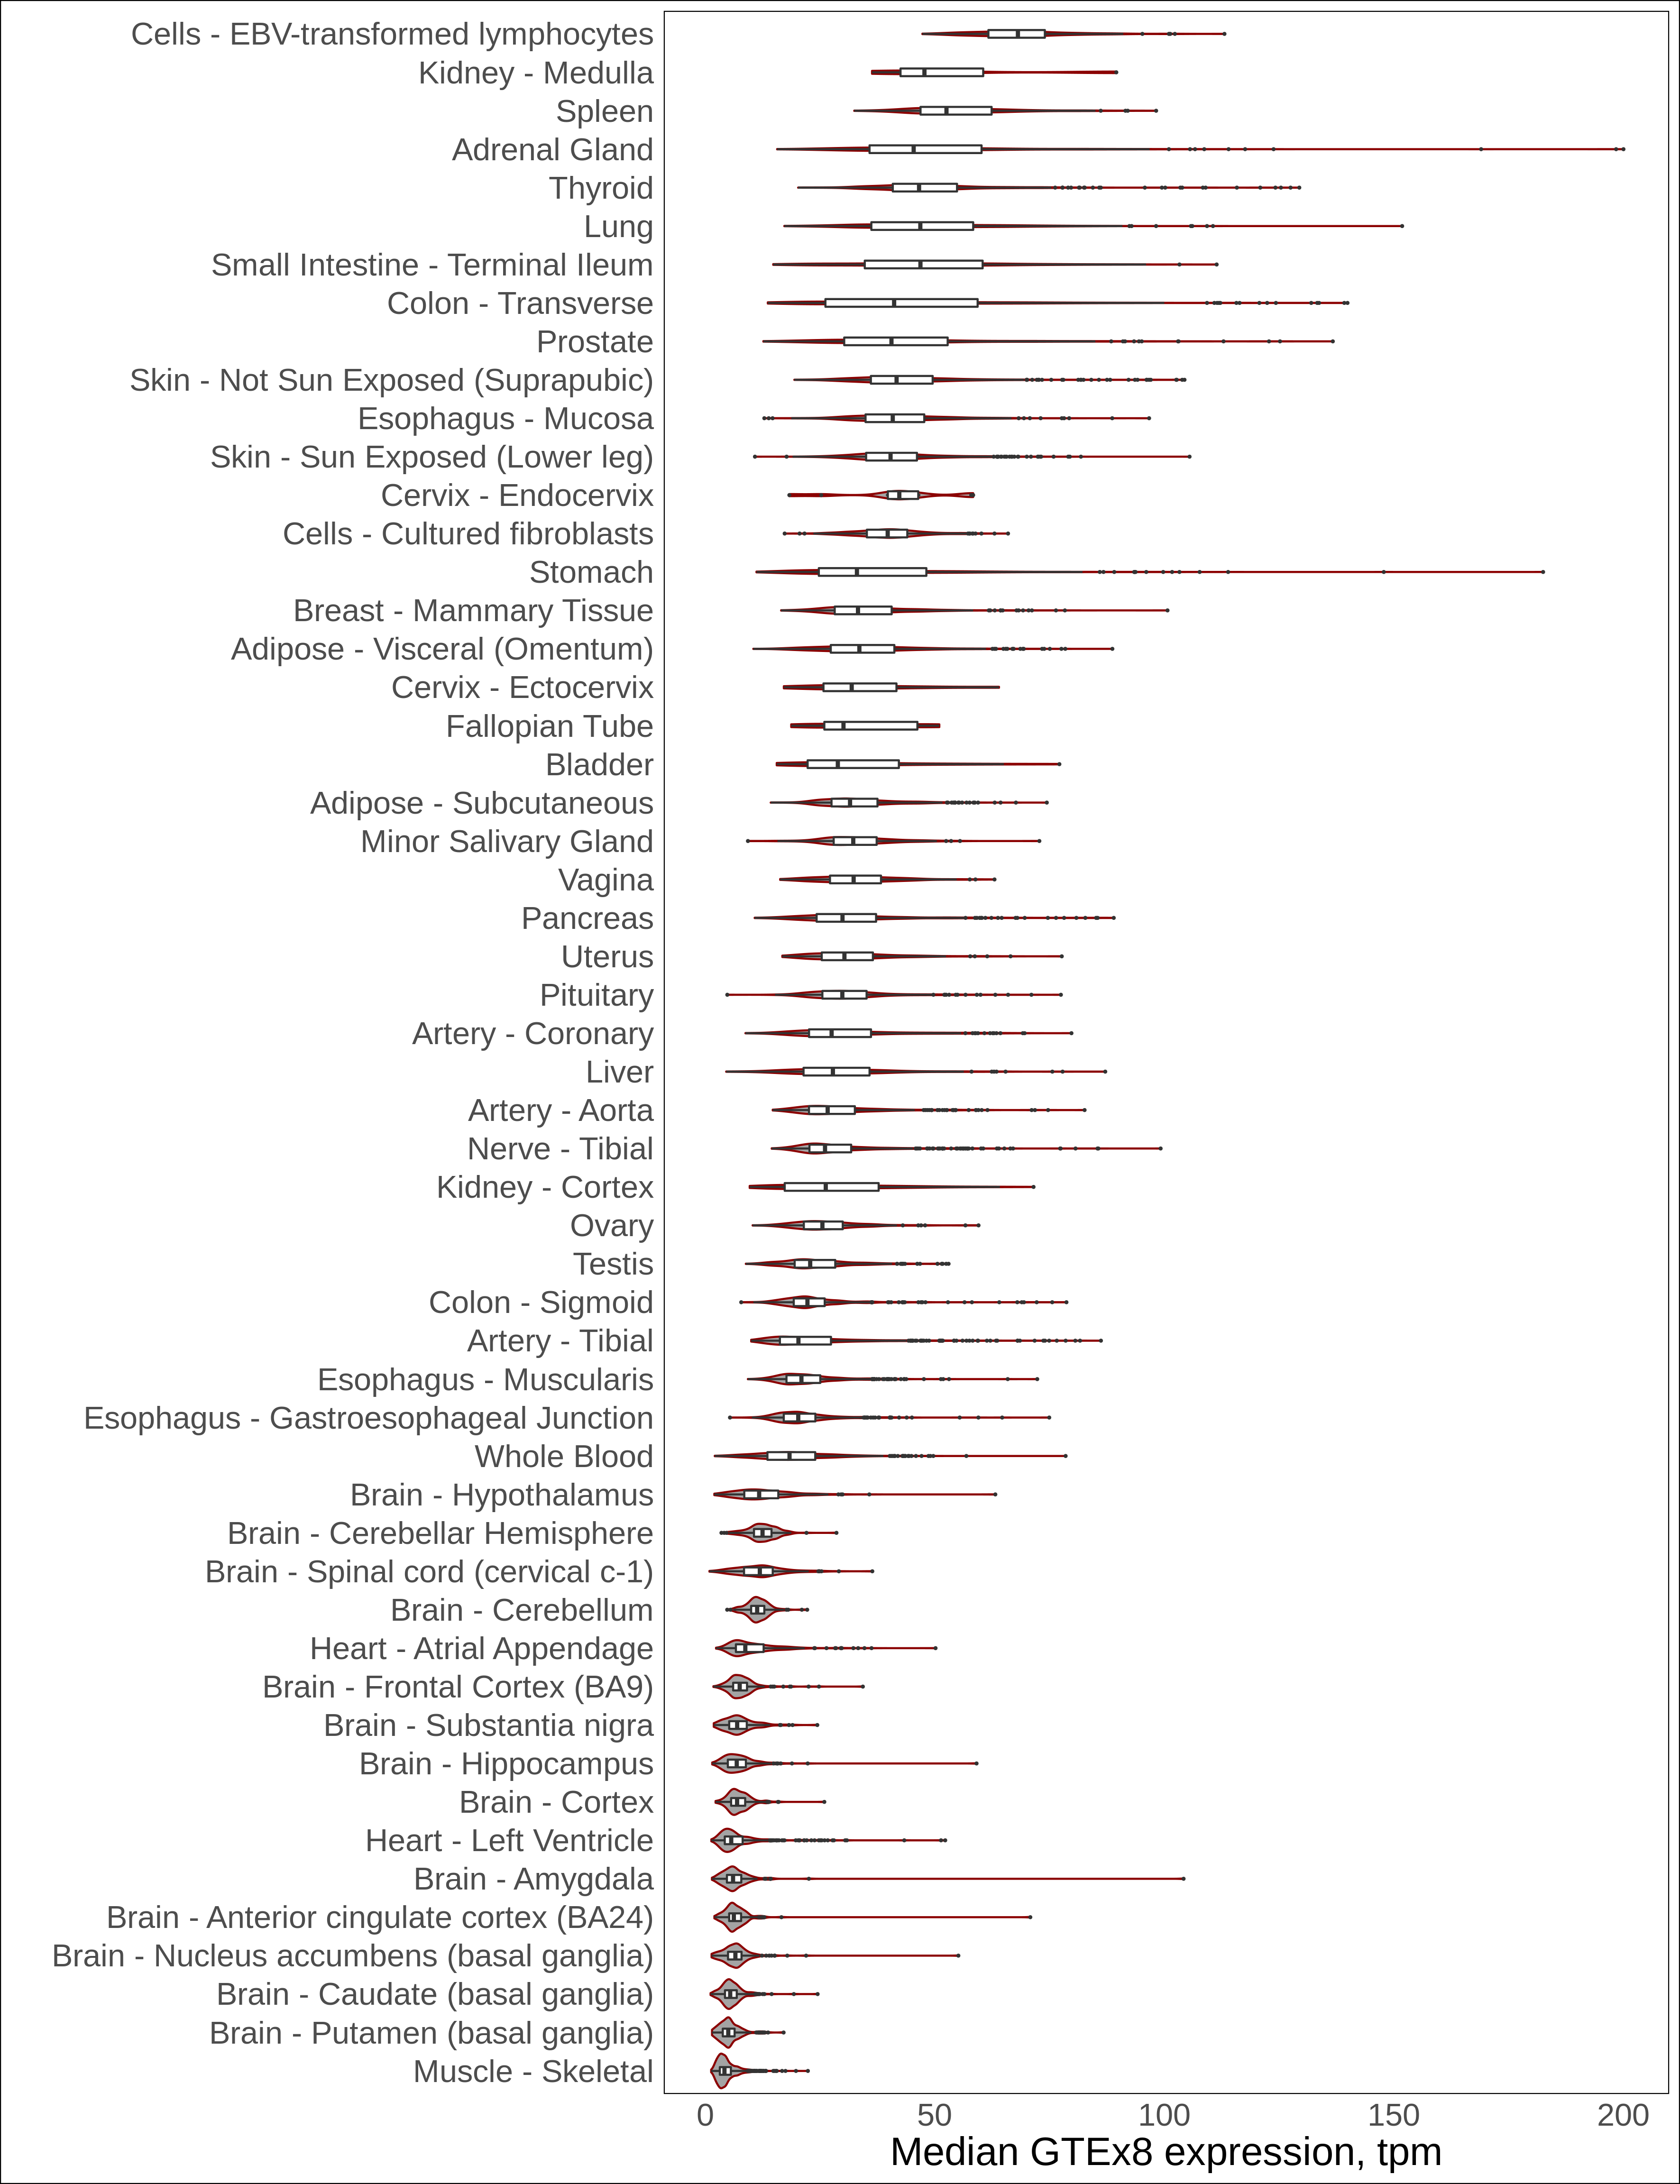 Cells - EBV-transformed lymphocytes
Kidney - Medulla
Spleen
Adrenal Gland
Thyroid
Lung
Small Intestine - Terminal Ileum
Colon - Transverse
Prostate
Skin - Not Sun Exposed (Suprapubic)
Esophagus - Mucosa
Skin - Sun Exposed (Lower leg)
Cervix - Endocervix
Cells - Cultured fibroblasts
Stomach
Breast - Mammary Tissue
Adipose - Visceral (Omentum)
Cervix - Ectocervix
Fallopian Tube
Bladder
Adipose - Subcutaneous
Minor Salivary Gland
Vagina
Pancreas
Uterus
Pituitary
Artery - Coronary
Liver
Artery - Aorta
Nerve - Tibial
Kidney - Cortex
Ovary
Testis
Colon - Sigmoid
Artery - Tibial
Esophagus - Muscularis
Esophagus - Gastroesophageal Junction
Whole Blood
Brain - Hypothalamus
Brain - Cerebellar Hemisphere
Brain - Spinal cord (cervical c-1)
Brain - Cerebellum
Heart - Atrial Appendage
Brain - Frontal Cortex (BA9)
Brain - Substantia nigra
Brain - Hippocampus
Brain - Cortex
Heart - Left Ventricle
Brain - Amygdala
Brain - Anterior cingulate cortex (BA24)
Brain - Nucleus accumbens (basal ganglia)
Brain - Caudate (basal ganglia)
Brain - Putamen (basal ganglia)
Muscle - Skeletal
0 50 100 150 200
Median GTEx8 expression, tpm